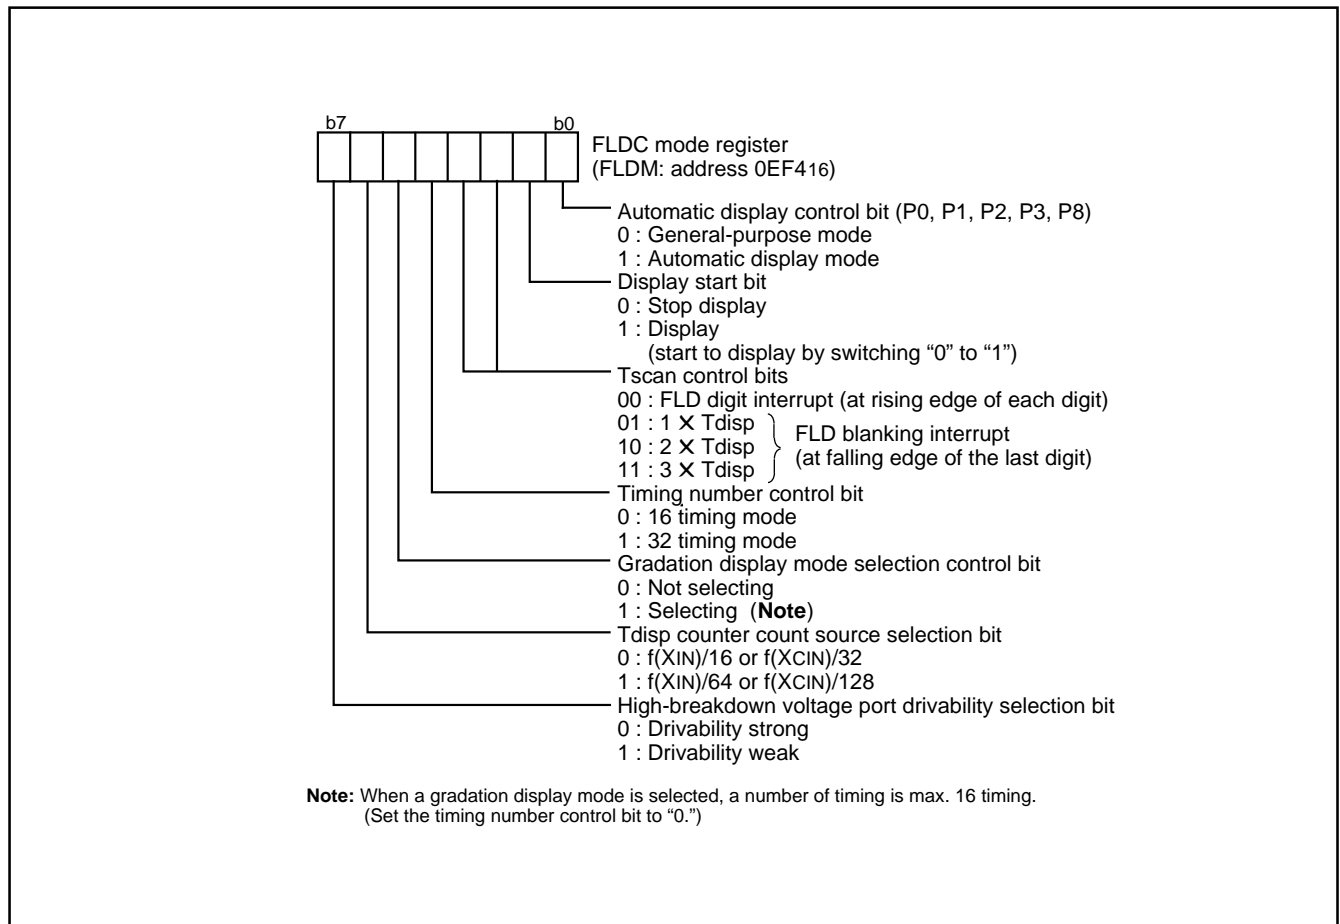 b7 b0
FLDC mode register
(FLDM: address 0EF416)
Automatic display control bit (P0, P1, P2, P3, P8)
0 : General-purpose mode
1 : Automatic display mode
Display start bit
0 : Stop display
1 : Display
(start to display by switching “0” to “1”)
Tscan control bits
00 : FLD digit interrupt (at rising edge of each digit)
01 : 1 ✕ Tdisp
10 : 2 ✕ Tdisp
11 : 3 ✕ Tdisp
FLD blanking interrupt
(at falling edge of the last digit)
Timing number control bit
0 : 16 timing mode
1 : 32 timing mode
Gradation display mode selection control bit
0 : Not selecting
1 : Selecting (Note)
Tdisp counter count source selection bit
0 : f(XIN)/16 or f(XCIN)/32
1 : f(XIN)/64 or f(XCIN)/128
High-breakdown voltage port drivability selection bit
0 : Drivability strong
1 : Drivability weak
Note: When a gradation display mode is selected, a number of timing is max. 16 timing.
(Set the timing number control bit to “0.”)